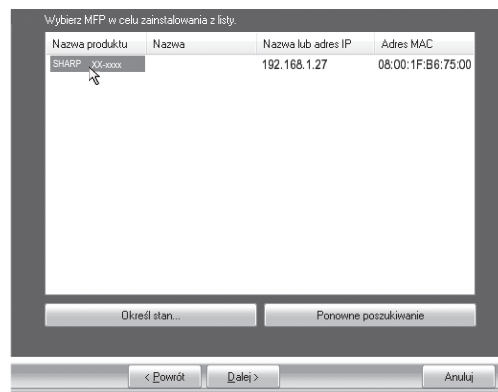 Wybierz MFP w celu zainstalowania z listy.
Nazwa produktu Nazwa Nazwa lub adres IP Adres MAC
SHARP XX-xxxx 192.168.1.27 08:00:1F:B6:75:00
Określ stan... Ponowne poszukiwanie
< Powrót Dalej > Anuluj